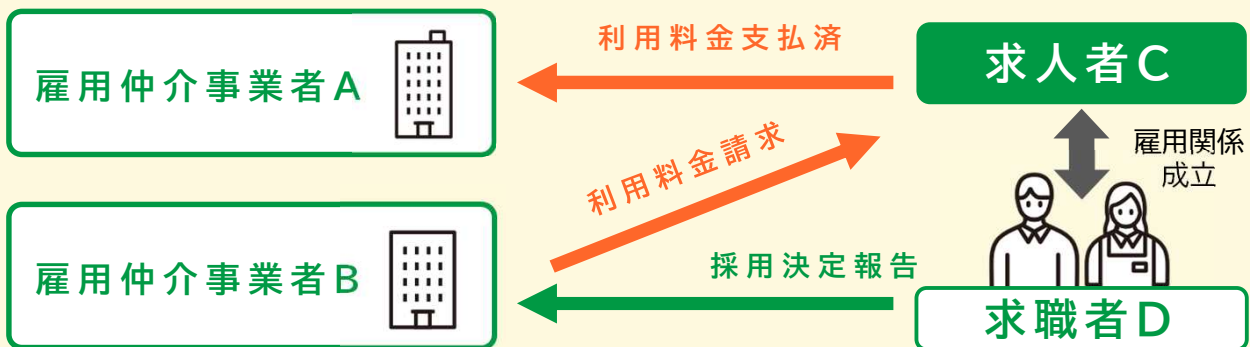 雇用仲介事業者A
利用料金支払済
求人者C
利用料金請求
雇用関係
成立
雇用仲介事業者B
採用決定報告
求職者D